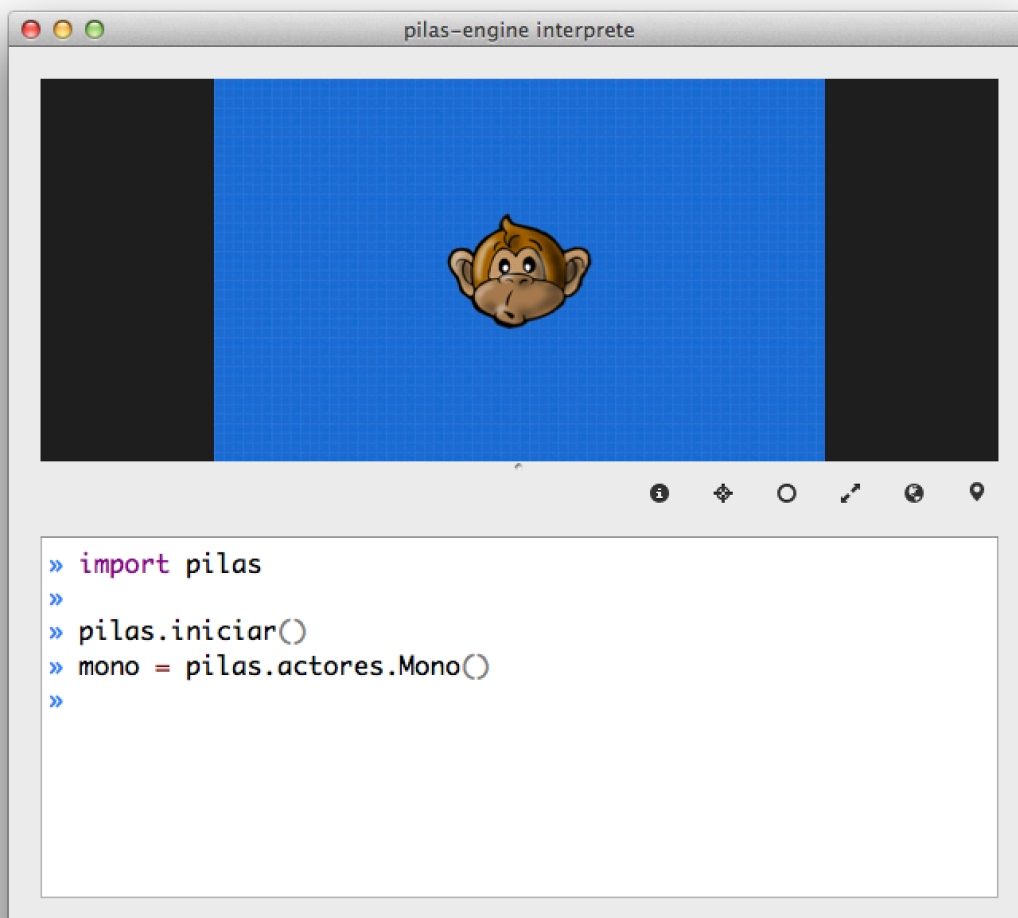 pilas-engine interprete
» import pilas
»
» pilas.iniciar()
» mono = pilas.actores.Mono()
»